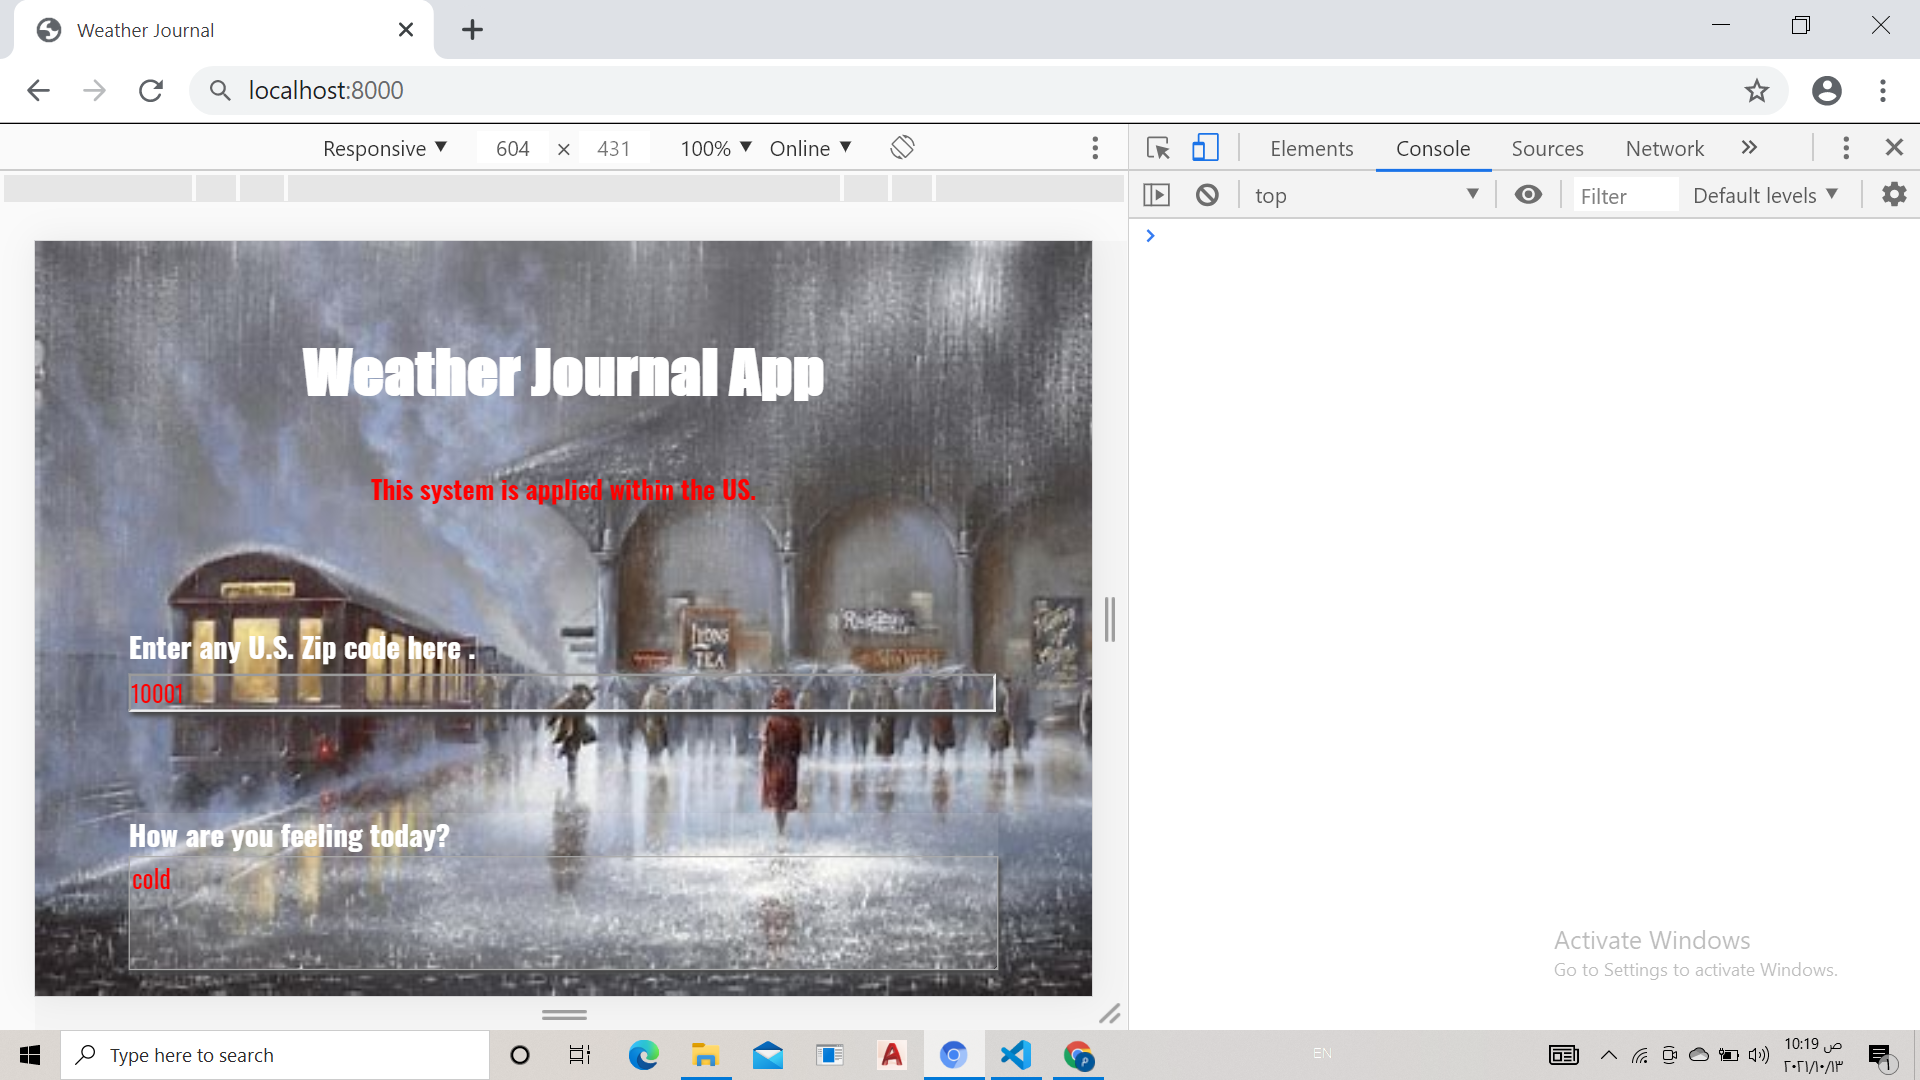 Weather Journal
localhost:8000
Responsive ▼ 604 × 431 100% ▼ Online ▼
Elements Console Sources Network »
top ▼ Filter Default levels ▼
Weather Journal App
This system is applied within the US.
LYONS
TEA
Enter any U.S. Zip code here .
10001
How are you feeling today?
cold
Activate Windows
Go to Settings to activate Windows.
Type here to search
EN
10:19 ص
٢٠٢١/١٠/١٣
١